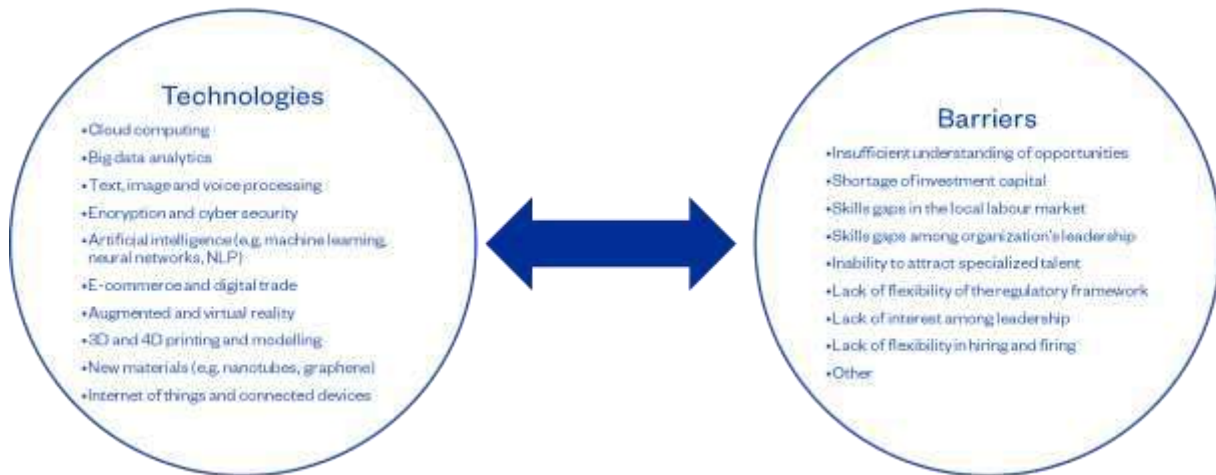 Technologies
•Cloud computing
•Big data analytics
•Text, image and voice processing
•Encryption and cyber security
•Artificial intelligence (e.g. machine learning,
neural networks, NLP)
•E-commerce and digital trade
•Augmented and virtual reality
•3D and 4D printing and modelling
•New materials (e.g. nanotubes, graphene)
•Internet of things and connected devices
Barriers
•Insufficient understanding of opportunities
•Shortage of investment capital
•Skills gaps in the local labour market
•Skills gaps among organization's leadership
•Inability to attract specialized talent
•Lack of flexibility of the regulatory framework
•Lack of interest among leadership
•Lack of flexibility in hiring and firing
•Other